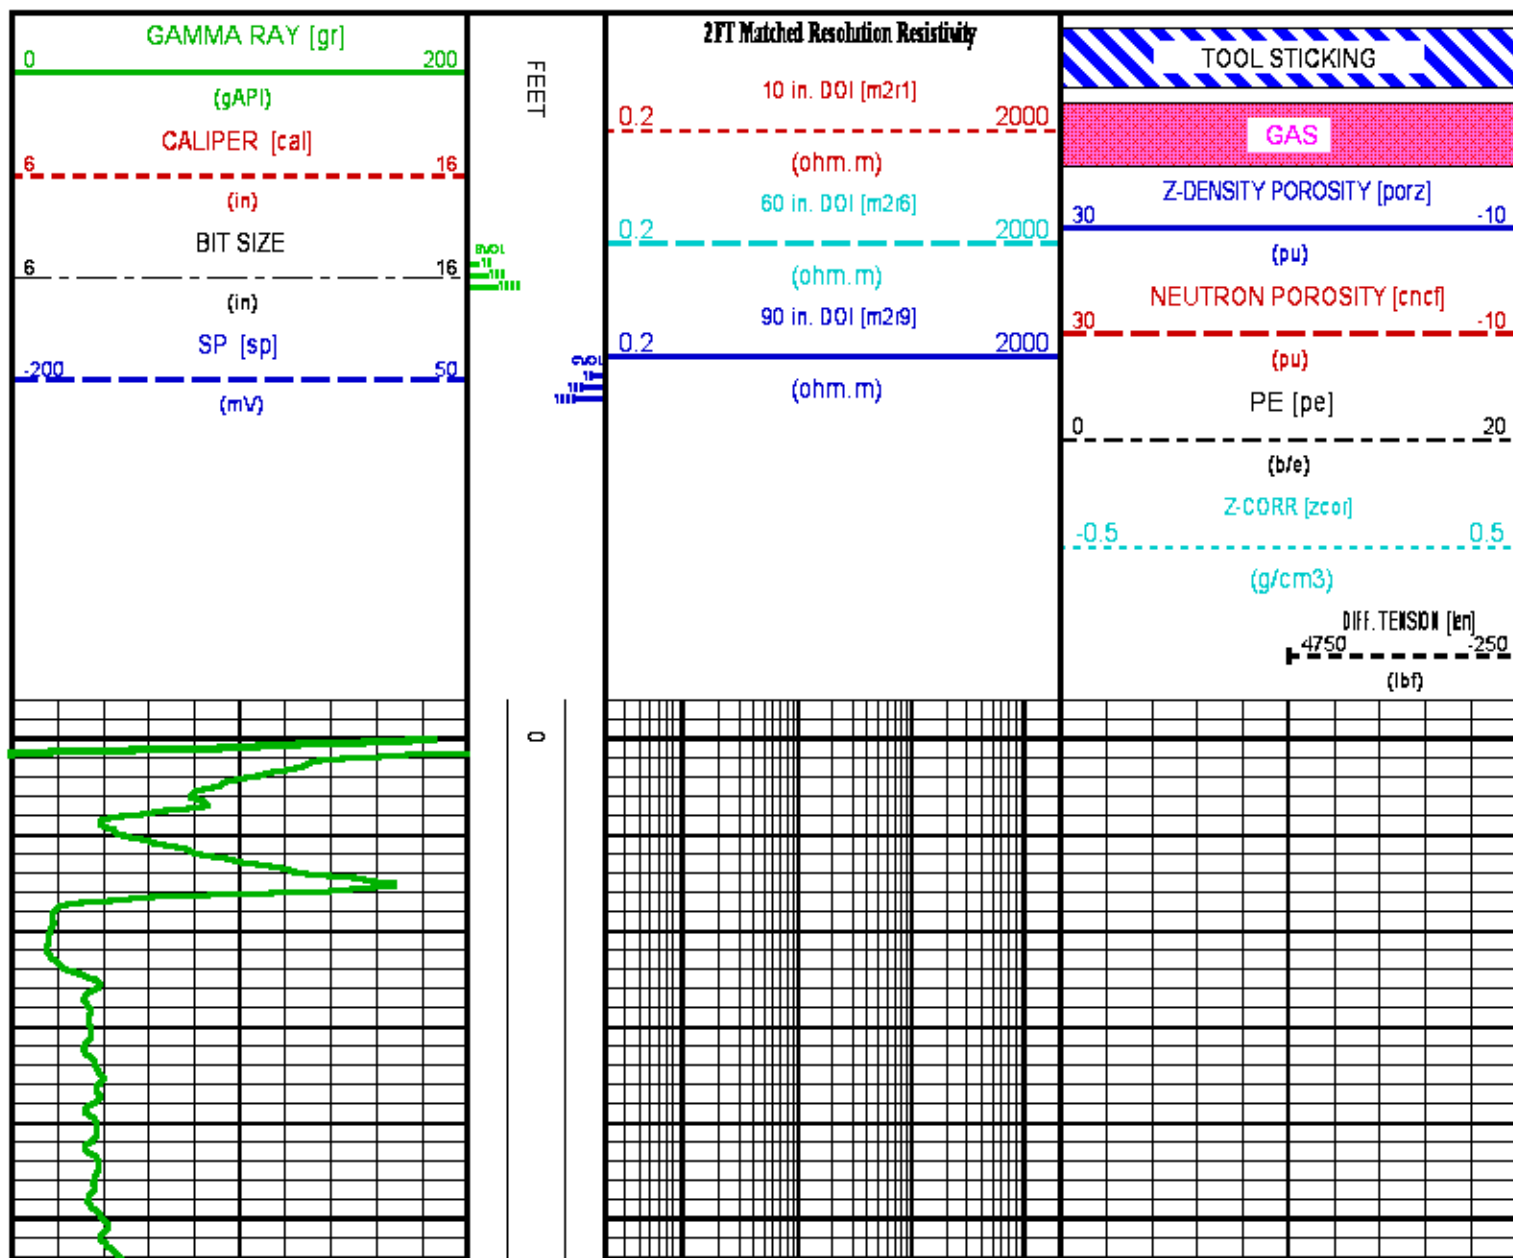 GAMMA RAY [gr]
0 200
(gAPI)
CALIPER [cal]
6 16
(in)
BIT SIZE
6 16
(in)
SP [sp]
-200 50
(mV)
FEET
BVOL
0
2FT Matched Resolution Resistivity
10 in. DOI [m2r1]
0.2 2000
(ohm.m)
60 in. DOI [m2r6]
0.2 2000
(ohm.m)
90 in. DOI [m2r9]
0.2 2000
(ohm.m)
TOOL STICKING
GAS
Z-DENSITY POROSITY [porz]
30 -10
(pu)
NEUTRON POROSITY [cncf]
30 -10
(pu)
PE [pe]
0 20
(b/e)
Z-CORR [zcor]
-0.5 0.5
(g/cm3)
DIFF. TENSION [ten]
4750 -250
(lbf)